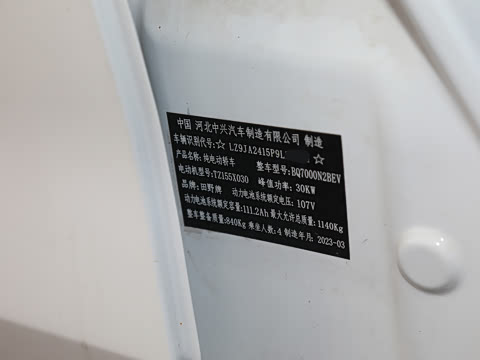 中国 河北中兴汽车制造有限公司 制造
车辆识别代号:☆ LZ9JA2415P9L ☆
产品名称:纯电动轿车 整车型号:BQ7000N2BEV
电动机型号:TZ155X030 峰值功率:30KW
品牌:田野牌 动力电池系统额定电压:107V
动力电池系统额定容量:111.2Ah 最大允许总质量:1140Kg
整车整备质量:840Kg 乘坐人数:4 制造年月:2023-03